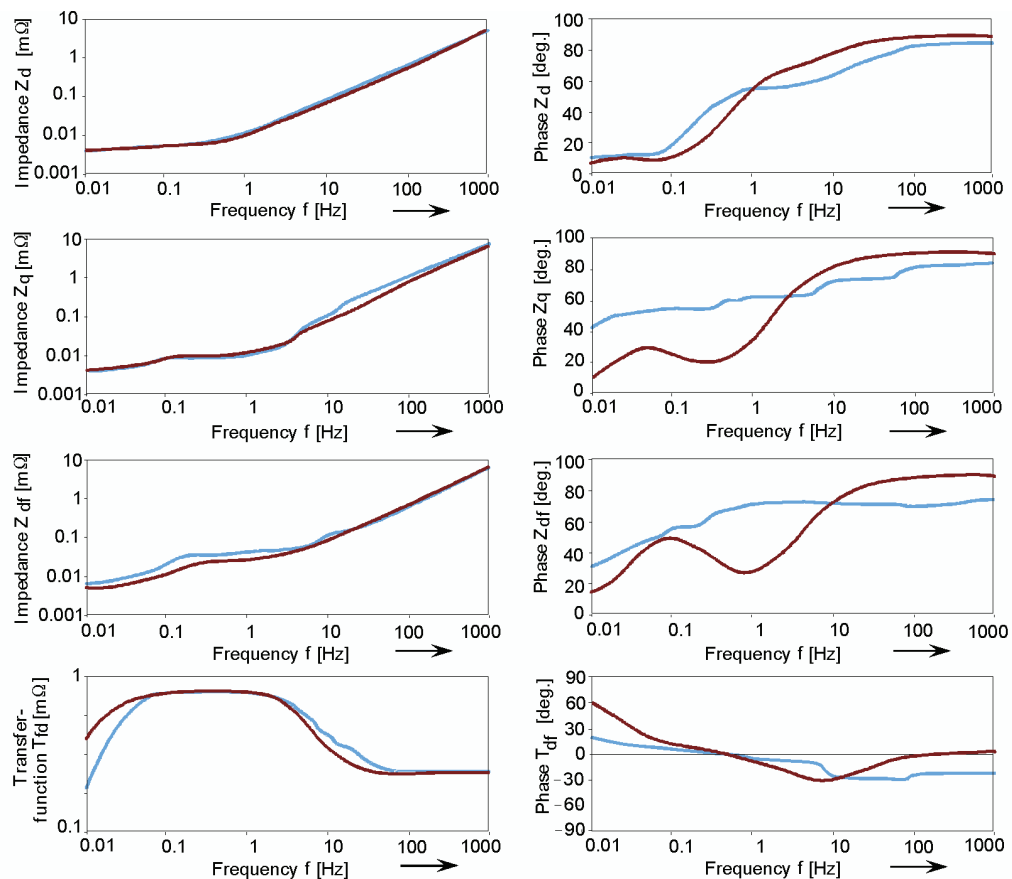 Impedance Z d [mΩ]
10
1
0.1
0.01
0.001
0.01 0.1 1 10 100 1000
Frequency f [Hz]
Phase Z d [deg.]
100
80
60
40
20
0
0.01 0.1 1 10 100 1000
Frequency f [Hz]
Impedance Z q [mΩ]
10
1
0.1
0.01
0.001
0.01 0.1 1 10 100 1000
Frequency f [Hz]
Phase Zq [deg.]
100
80
60
40
20
0
0.01 0.1 1 10 100 1000
Frequency f [Hz]
Impedance Z df [mΩ]
10
1
0.1
0.01
0.001
0.01 0.1 1 10 100 1000
Frequency f [Hz]
Phase Zdf [deg.]
100
80
60
40
20
0
0.01 0.1 1 10 100 1000
Frequency f [Hz]
Transfer-
function Tfd [mΩ]
1
0.1
0.01 0.1 1 10 100 1000
Frequency f [Hz]
Phase Tdf [deg.]
90
60
30
0
−30
−60
−90
0.01 0.1 1 10 100 1000
Frequency f [Hz]